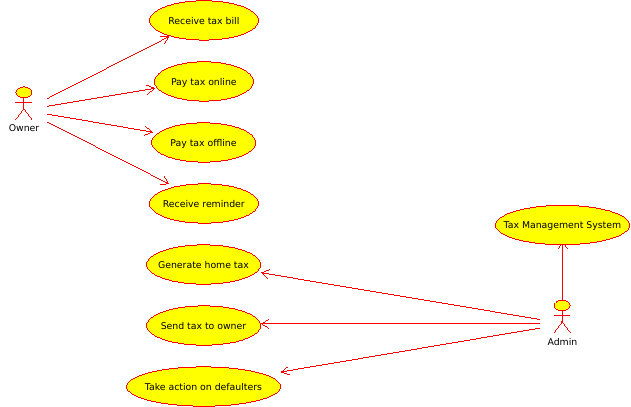 Receive tax bill
Pay tax online
Owner
Pay tax offline
Receive reminder
Tax Management System
Generate home tax
Send tax to owner
Admin
Take action on defaulters